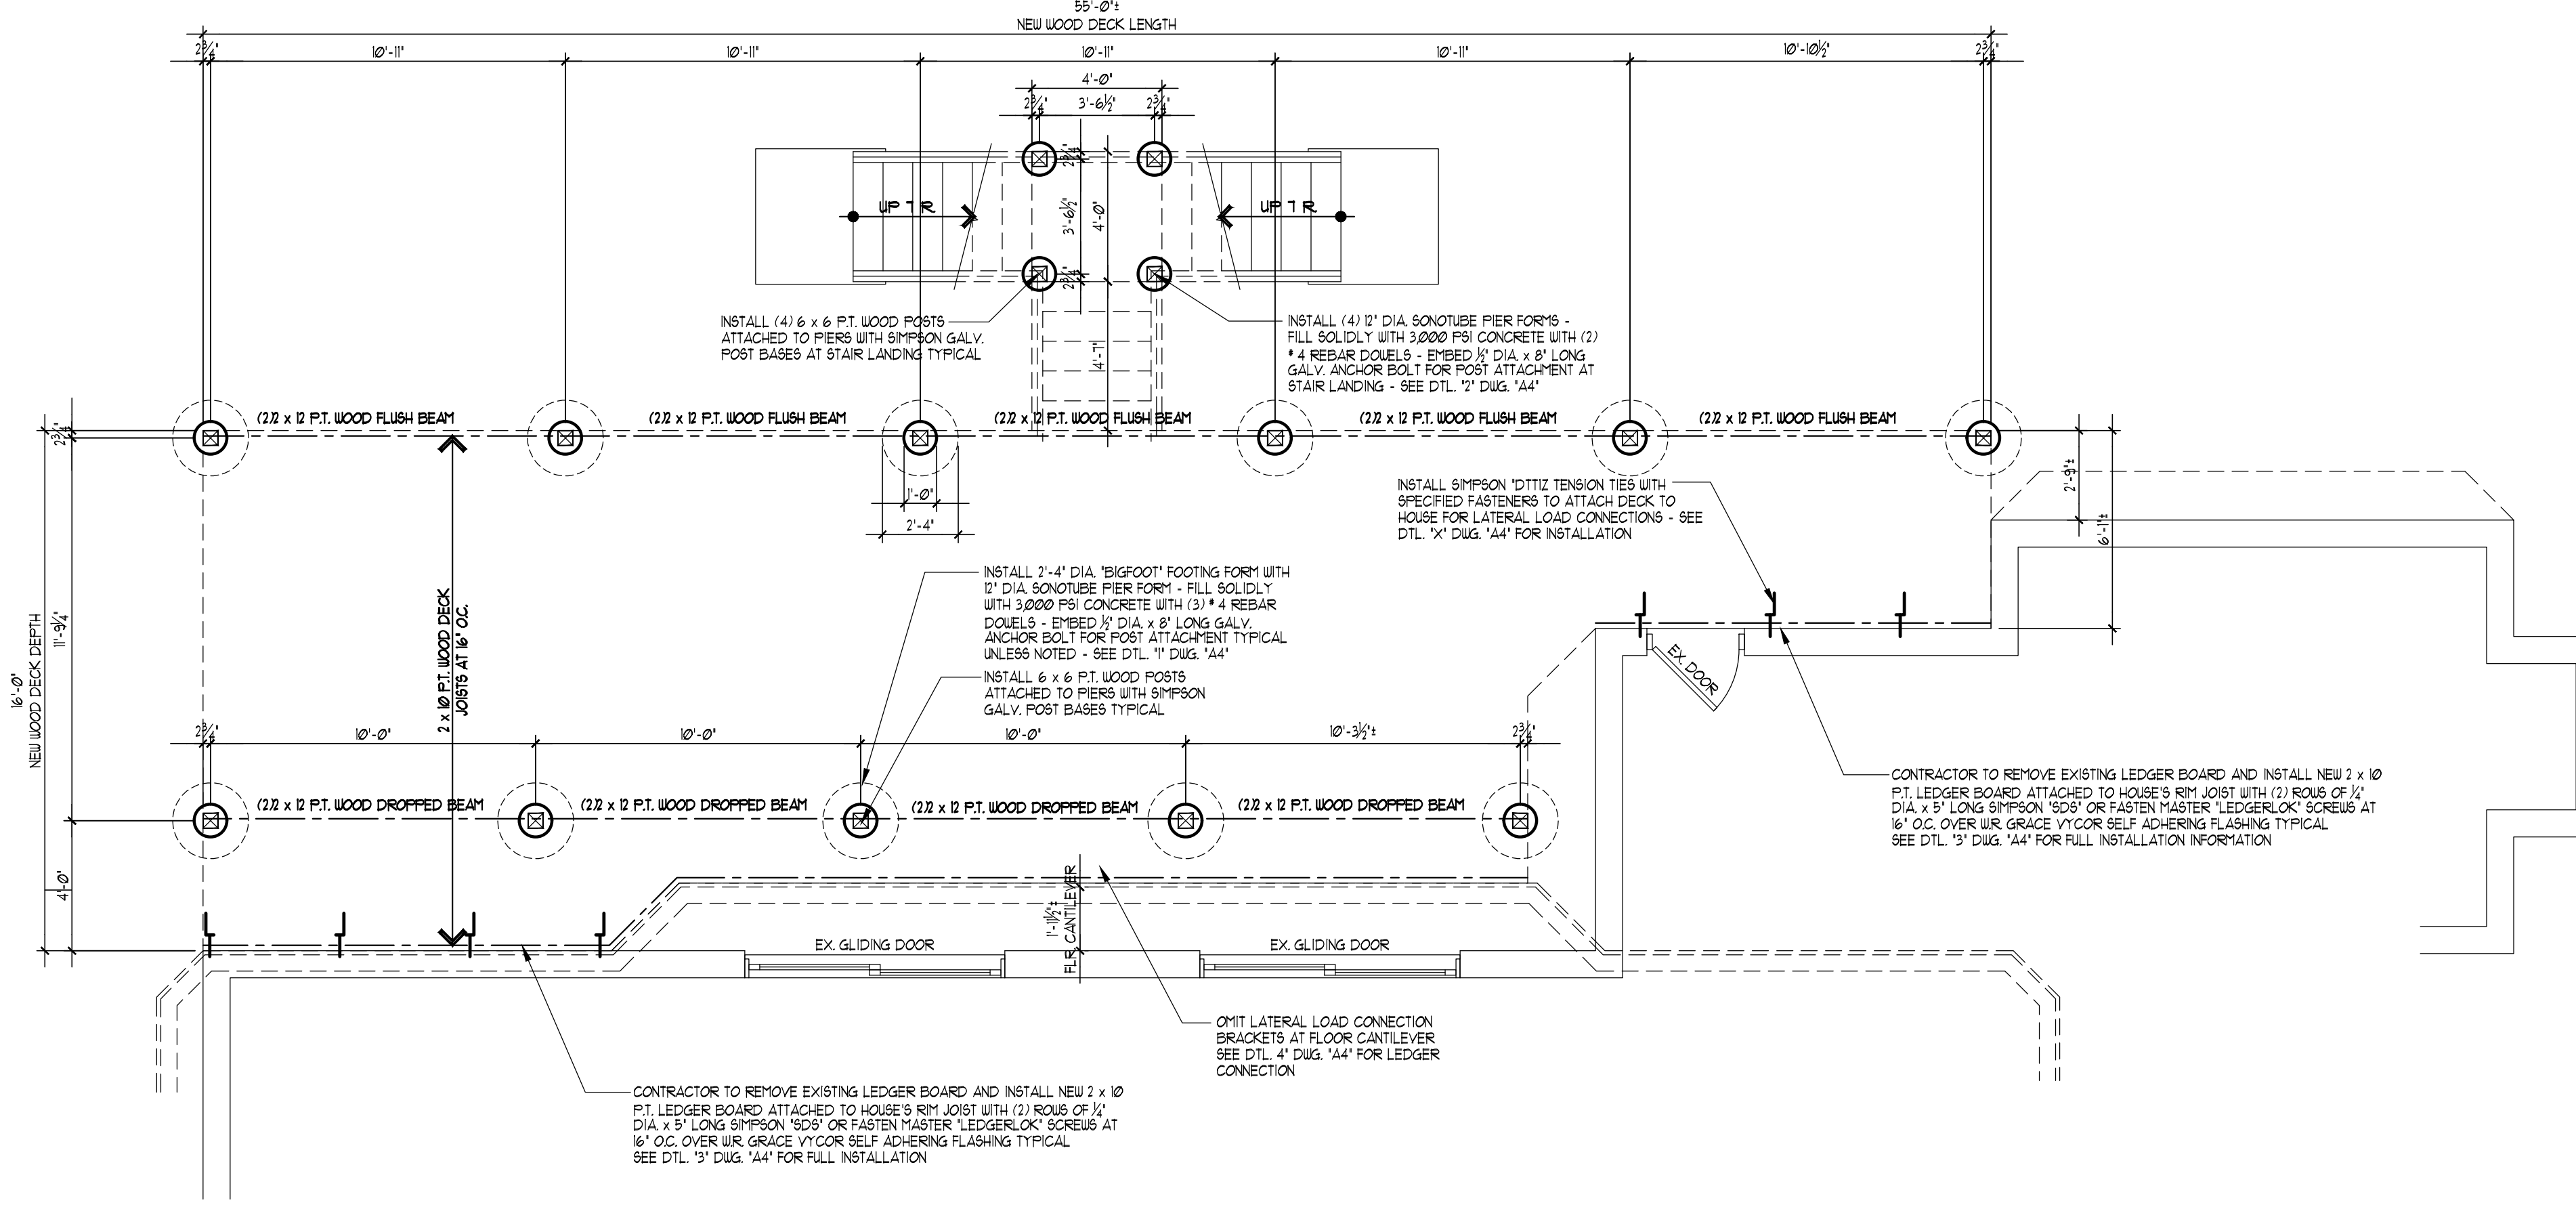 55'-0"±
NEW WOOD DECK LENGTH
2¾" 10'-11" 10'-11" 10'-11" 10'-11" 10'-10½" 2¾"
4'-0"
2¾" 3'-6½" 2¾"
2¾"
3'-6½"
4'-0"
2¾"
4'-7"
UP 7 R
UP 7 R
INSTALL (4) 6 x 6 P.T. WOOD POSTS
ATTACHED TO PIERS WITH SIMPSON GALV.
POST BASES AT STAIR LANDING TYPICAL
INSTALL (4) 12" DIA. SONOTUBE PIER FORMS -
FILL SOLIDLY WITH 3,000 PSI CONCRETE WITH (2)
# 4 REBAR DOWELS - EMBED ½" DIA. x 8" LONG
GALV. ANCHOR BOLT FOR POST ATTACHMENT AT
STAIR LANDING - SEE DTL. "2" DWG. "A4"
(2) 2 x 12 P.T. WOOD FLUSH BEAM
(2) 2 x 12 P.T. WOOD FLUSH BEAM
(2) 2 x 12 P.T. WOOD FLUSH BEAM
(2) 2 x 12 P.T. WOOD FLUSH BEAM
(2) 2 x 12 P.T. WOOD FLUSH BEAM
2¾"
11'-9¼"
4'-0"
16'-0"
NEW WOOD DECK DEPTH
2 x 10 P.T. WOOD DECK
JOISTS AT 16" O.C.
1'-0"
2'-4"
2'-9"±
6'-1"±
INSTALL SIMPSON "DTT1Z TENSION TIES WITH
SPECIFIED FASTENERS TO ATTACH DECK TO
HOUSE FOR LATERAL LOAD CONNECTIONS - SEE
DTL. "X" DWG. "A4" FOR INSTALLATION
INSTALL 2'-4" DIA. "BIGFOOT" FOOTING FORM WITH
12" DIA. SONOTUBE PIER FORM - FILL SOLIDLY
WITH 3,000 PSI CONCRETE WITH (3) # 4 REBAR
DOWELS - EMBED ½" DIA. x 8" LONG GALV.
ANCHOR BOLT FOR POST ATTACHMENT TYPICAL
UNLESS NOTED - SEE DTL. "1" DWG. "A4"
INSTALL 6 x 6 P.T. WOOD POSTS
ATTACHED TO PIERS WITH SIMPSON
GALV. POST BASES TYPICAL
EX. DOOR
2¾" 10'-0" 10'-0" 10'-0" 10'-3½"± 2¾"
(2) 2 x 12 P.T. WOOD DROPPED BEAM
(2) 2 x 12 P.T. WOOD DROPPED BEAM
(2) 2 x 12 P.T. WOOD DROPPED BEAM
(2) 2 x 12 P.T. WOOD DROPPED BEAM
CONTRACTOR TO REMOVE EXISTING LEDGER BOARD AND INSTALL NEW 2 x 10
P.T. LEDGER BOARD ATTACHED TO HOUSE'S RIM JOIST WITH (2) ROWS OF ¼"
DIA. x 5" LONG SIMPSON "SDS" OR FASTEN MASTER "LEDGERLOK" SCREWS AT
16" O.C. OVER W.R. GRACE VYCOR SELF ADHERING FLASHING TYPICAL
SEE DTL. "3" DWG. "A4" FOR FULL INSTALLATION INFORMATION
1'-11½"±
FLR. CANTILEVER
EX. GLIDING DOOR
EX. GLIDING DOOR
OMIT LATERAL LOAD CONNECTION
BRACKETS AT FLOOR CANTILEVER
SEE DTL. 4" DWG. "A4" FOR LEDGER
CONNECTION
CONTRACTOR TO REMOVE EXISTING LEDGER BOARD AND INSTALL NEW 2 x 10
P.T. LEDGER BOARD ATTACHED TO HOUSE'S RIM JOIST WITH (2) ROWS OF ¼"
DIA. x 5" LONG SIMPSON "SDS" OR FASTEN MASTER "LEDGERLOK" SCREWS AT
16" O.C. OVER W.R. GRACE VYCOR SELF ADHERING FLASHING TYPICAL
SEE DTL. "3" DWG. "A4" FOR FULL INSTALLATION